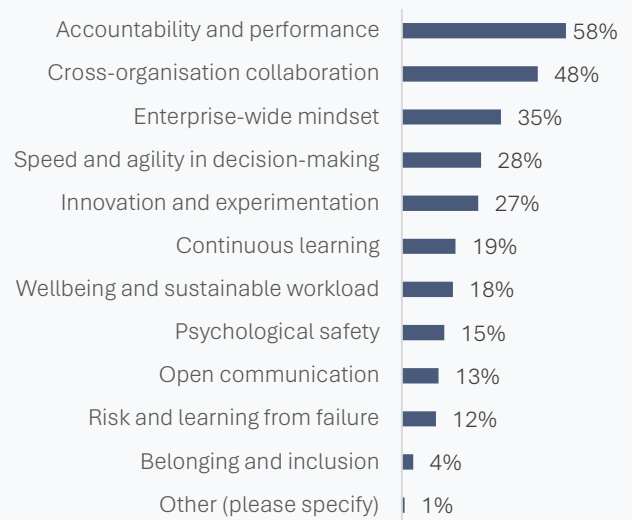 Accountability and performance 58%
Cross-organisation collaboration 48%
Enterprise-wide mindset 35%
Speed and agility in decision-making 28%
Innovation and experimentation 27%
Continuous learning 19%
Wellbeing and sustainable workload 18%
Psychological safety 15%
Open communication 13%
Risk and learning from failure 12%
Belonging and inclusion 4%
Other (please specify) 1%